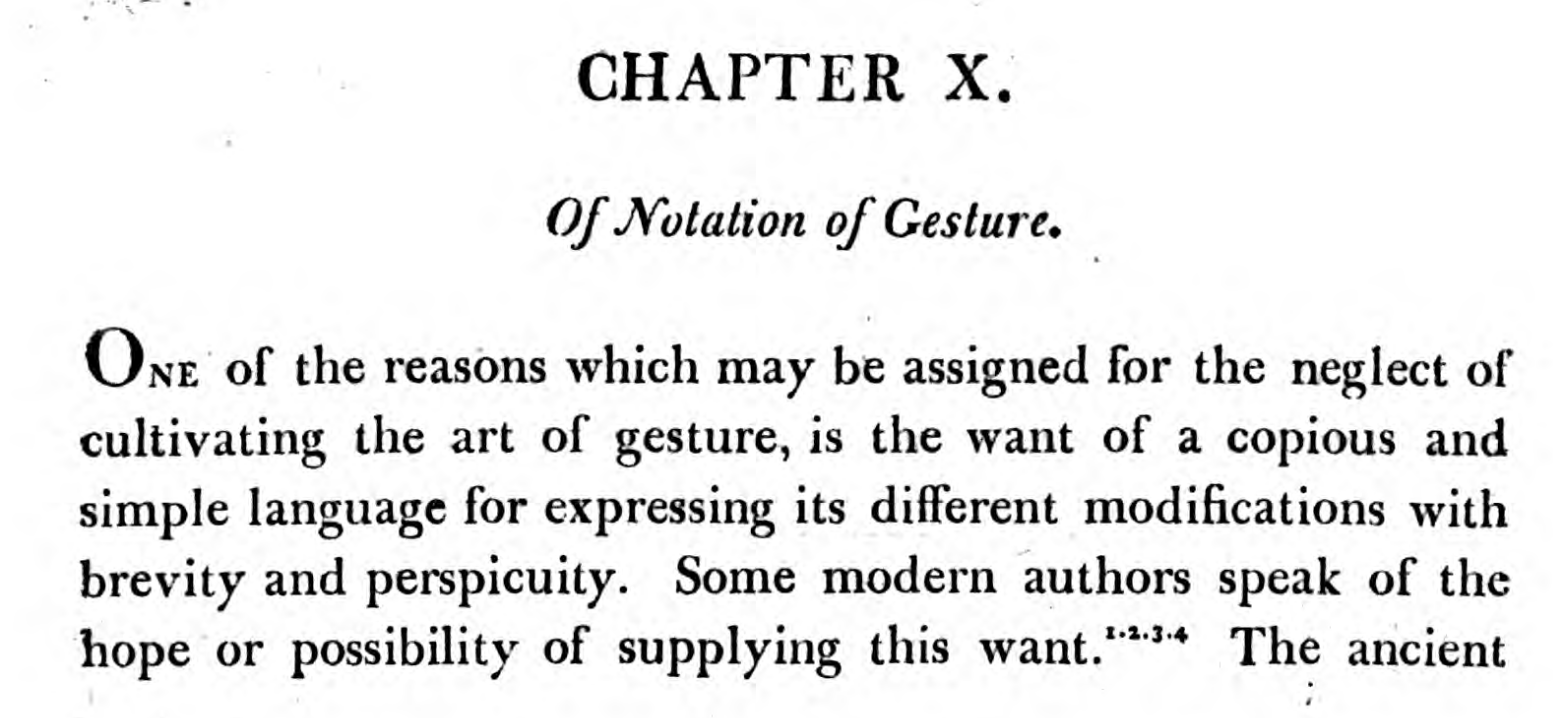 CHAPTER X.
Of Notation of Gesture.
ONE of the reasons which may be assigned for the neglect of
cultivating the art of gesture, is the want of a copious and
simple language for expressing its different modifications with
brevity and perspicuity. Some modern authors speak of the
hope or possibility of supplying this want.1.2.3.4 The ancient